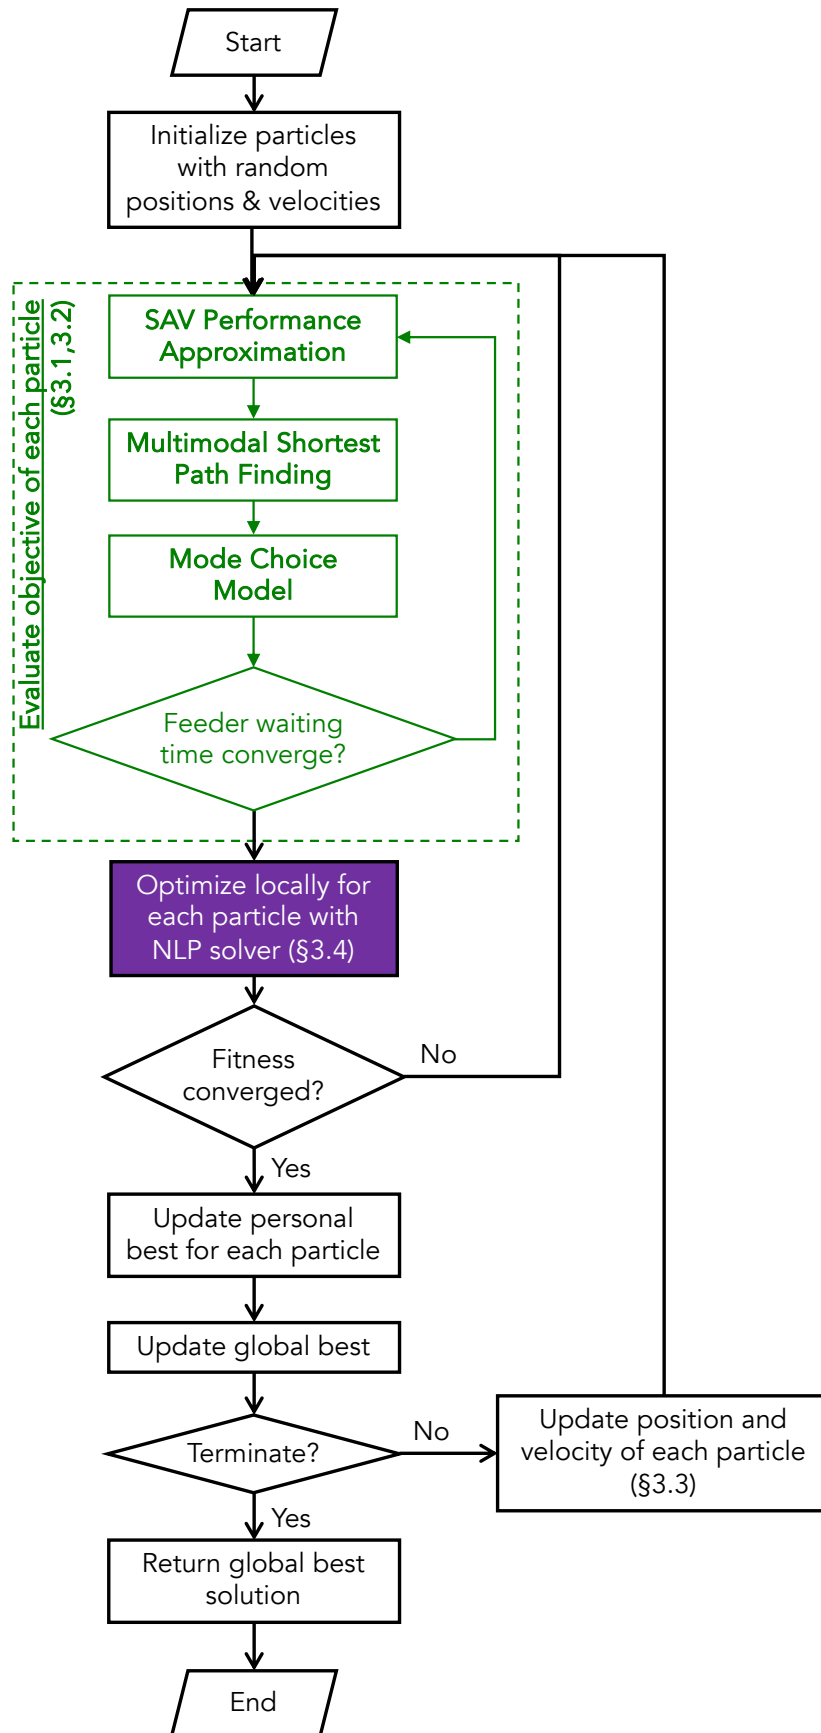 Start
Initialize particles
with random
positions & velocities
Evaluate objective of each particle
(§3.1,3.2)
SAV Performance
Approximation
Multimodal Shortest
Path Finding
Mode Choice
Model
Feeder waiting
time converge?
Optimize locally for
each particle with
NLP solver (§3.4)
Fitness
converged?
No
Yes
Update personal
best for each particle
Update global best
Terminate?
No
Update position and
velocity of each particle
(§3.3)
Yes
Return global best
solution
End